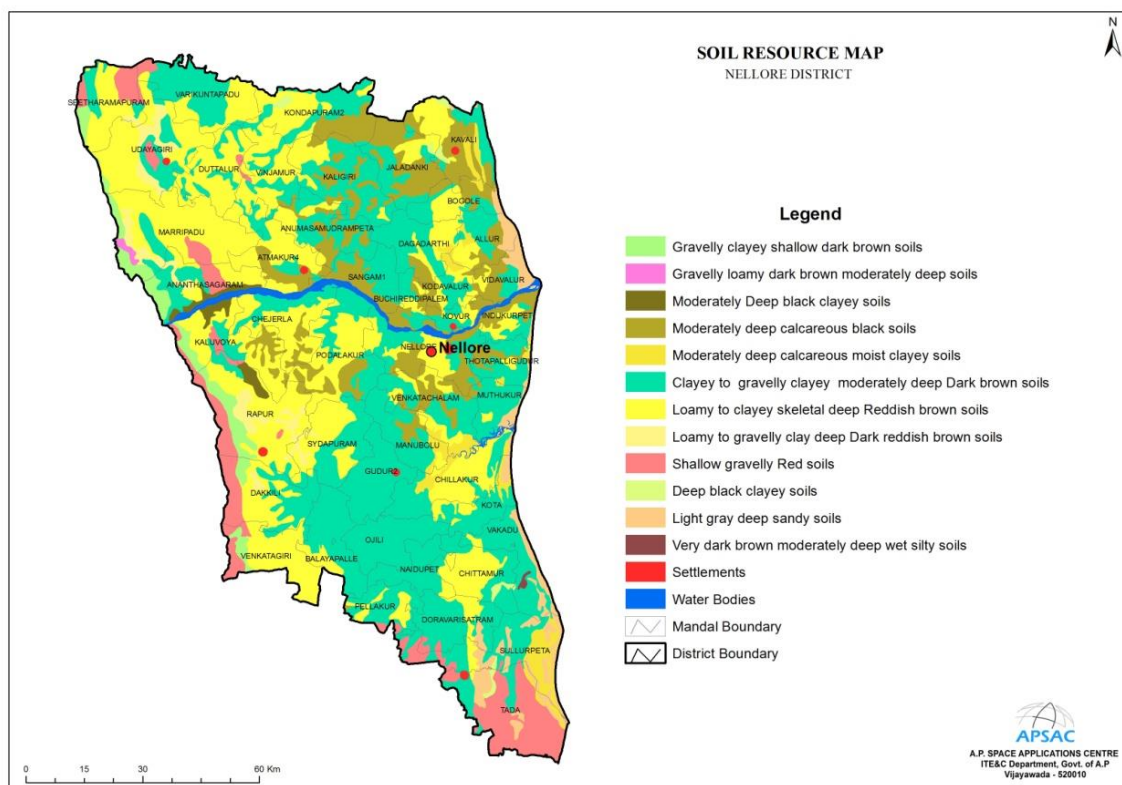 N
SOIL RESOURCE MAP
NELLORE DISTRICT
SEETHARAMAPURAM
VARIKUNTAPADU
KONDAPURAM2
UDAYAGIRI
DUTTALUR
VINJAMUR
KALIGIRI
JALADANKI
KAVALI
BOGOLE
MARRIPADU
ANUMASAMUDRAMPETA
DAGADARTHI
ALLUR
ATMAKUR4
ANANTHASAGARAM
SANGAM1
KODAVALUR
VIDAVALUR
BUCHIREDDIPALEM
CHEJERLA
KOVUR
INDUKURPET
KALUVOYA
PODALAKUR
NELLORE
Nellore
THOTAPALLIGUDUR
VENKATACHALAM
MUTHUKUR
RAPUR
SYDAPURAM
MANUBOLU
GUDUR2
CHILLAKUR
DAKKILI
KOTA
VAKADU
OJILI
VENKATAGIRI
BALAYAPALLE
NAIDUPET
CHITTAMUR
PELLAKUR
DORAVARISATRAM
SULLURPETA
TADA
Legend
Gravelly clayey shallow dark brown soils
Gravelly loamy dark brown moderately deep soils
Moderately Deep black clayey soils
Moderately deep calcareous black soils
Moderately deep calcareous moist clayey soils
Clayey to gravelly clayey moderately deep Dark brown soils
Loamy to clayey skeletal deep Reddish brown soils
Loamy to gravelly clay deep Dark reddish brown soils
Shallow gravelly Red soils
Deep black clayey soils
Light gray deep sandy soils
Very dark brown moderately deep wet silty soils
Settlements
Water Bodies
Mandal Boundary
District Boundary
0 15 30 60 Km
APSAC
A.P. SPACE APPLICATIONS CENTRE
ITE&C Department, Govt. of A.P
Vijayawada - 520010